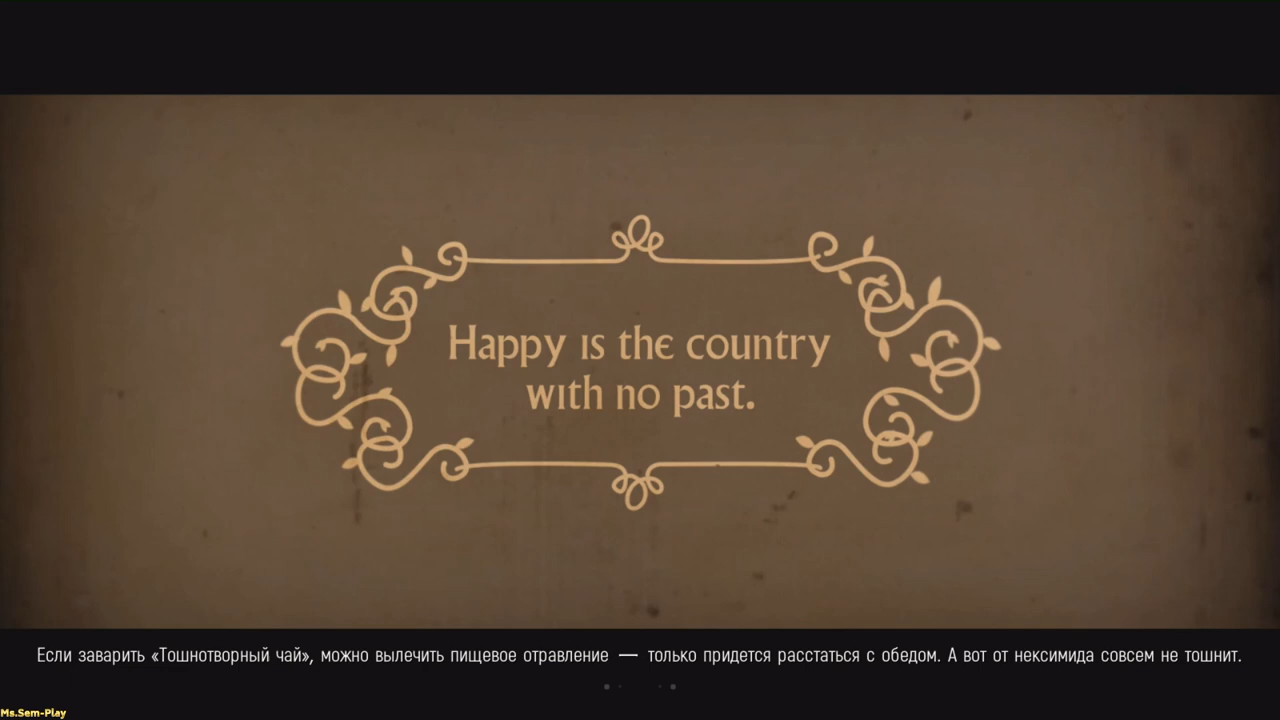 Happy is the country
with no past.
Если заварить «Тошнотворный чай», можно вылечить пищевое отравление — только придется расстаться с обедом. А вот от нексимида совсем не тошнит.
Ms.Sem-Play